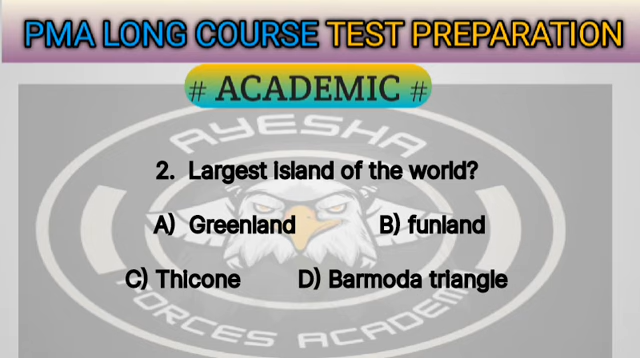 PMA LONG COURSE TEST PREPARATION
# ACADEMIC #
AYESHA
2. Largest island of the world?
A) Greenland B) funland
C) Thicone D) Barmoda triangle
FORCES ACADEMY